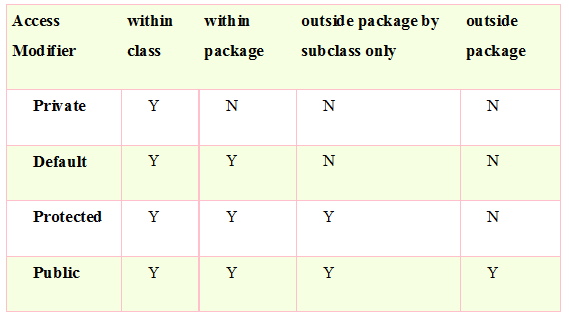 Access Modifier within class within package outside package by subclass only outside package
Private Y N N N
Default Y Y N N
Protected Y Y Y N
Public Y Y Y Y